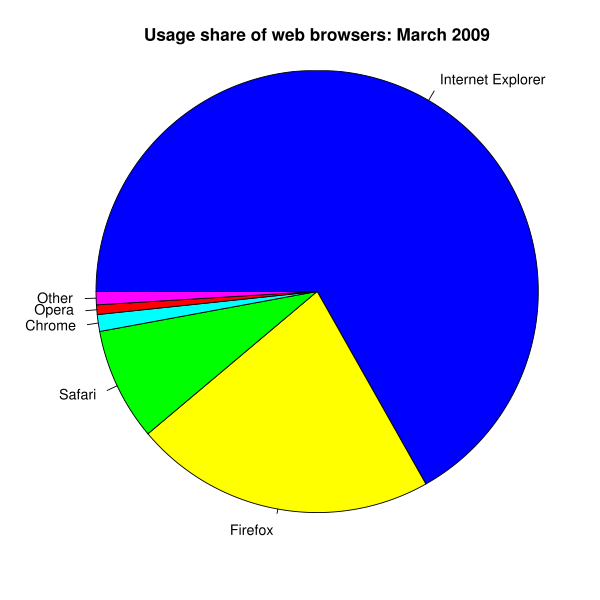 Usage share of web browsers: March 2009
Internet Explorer
Other
Opera
Chrome
Safari
Firefox